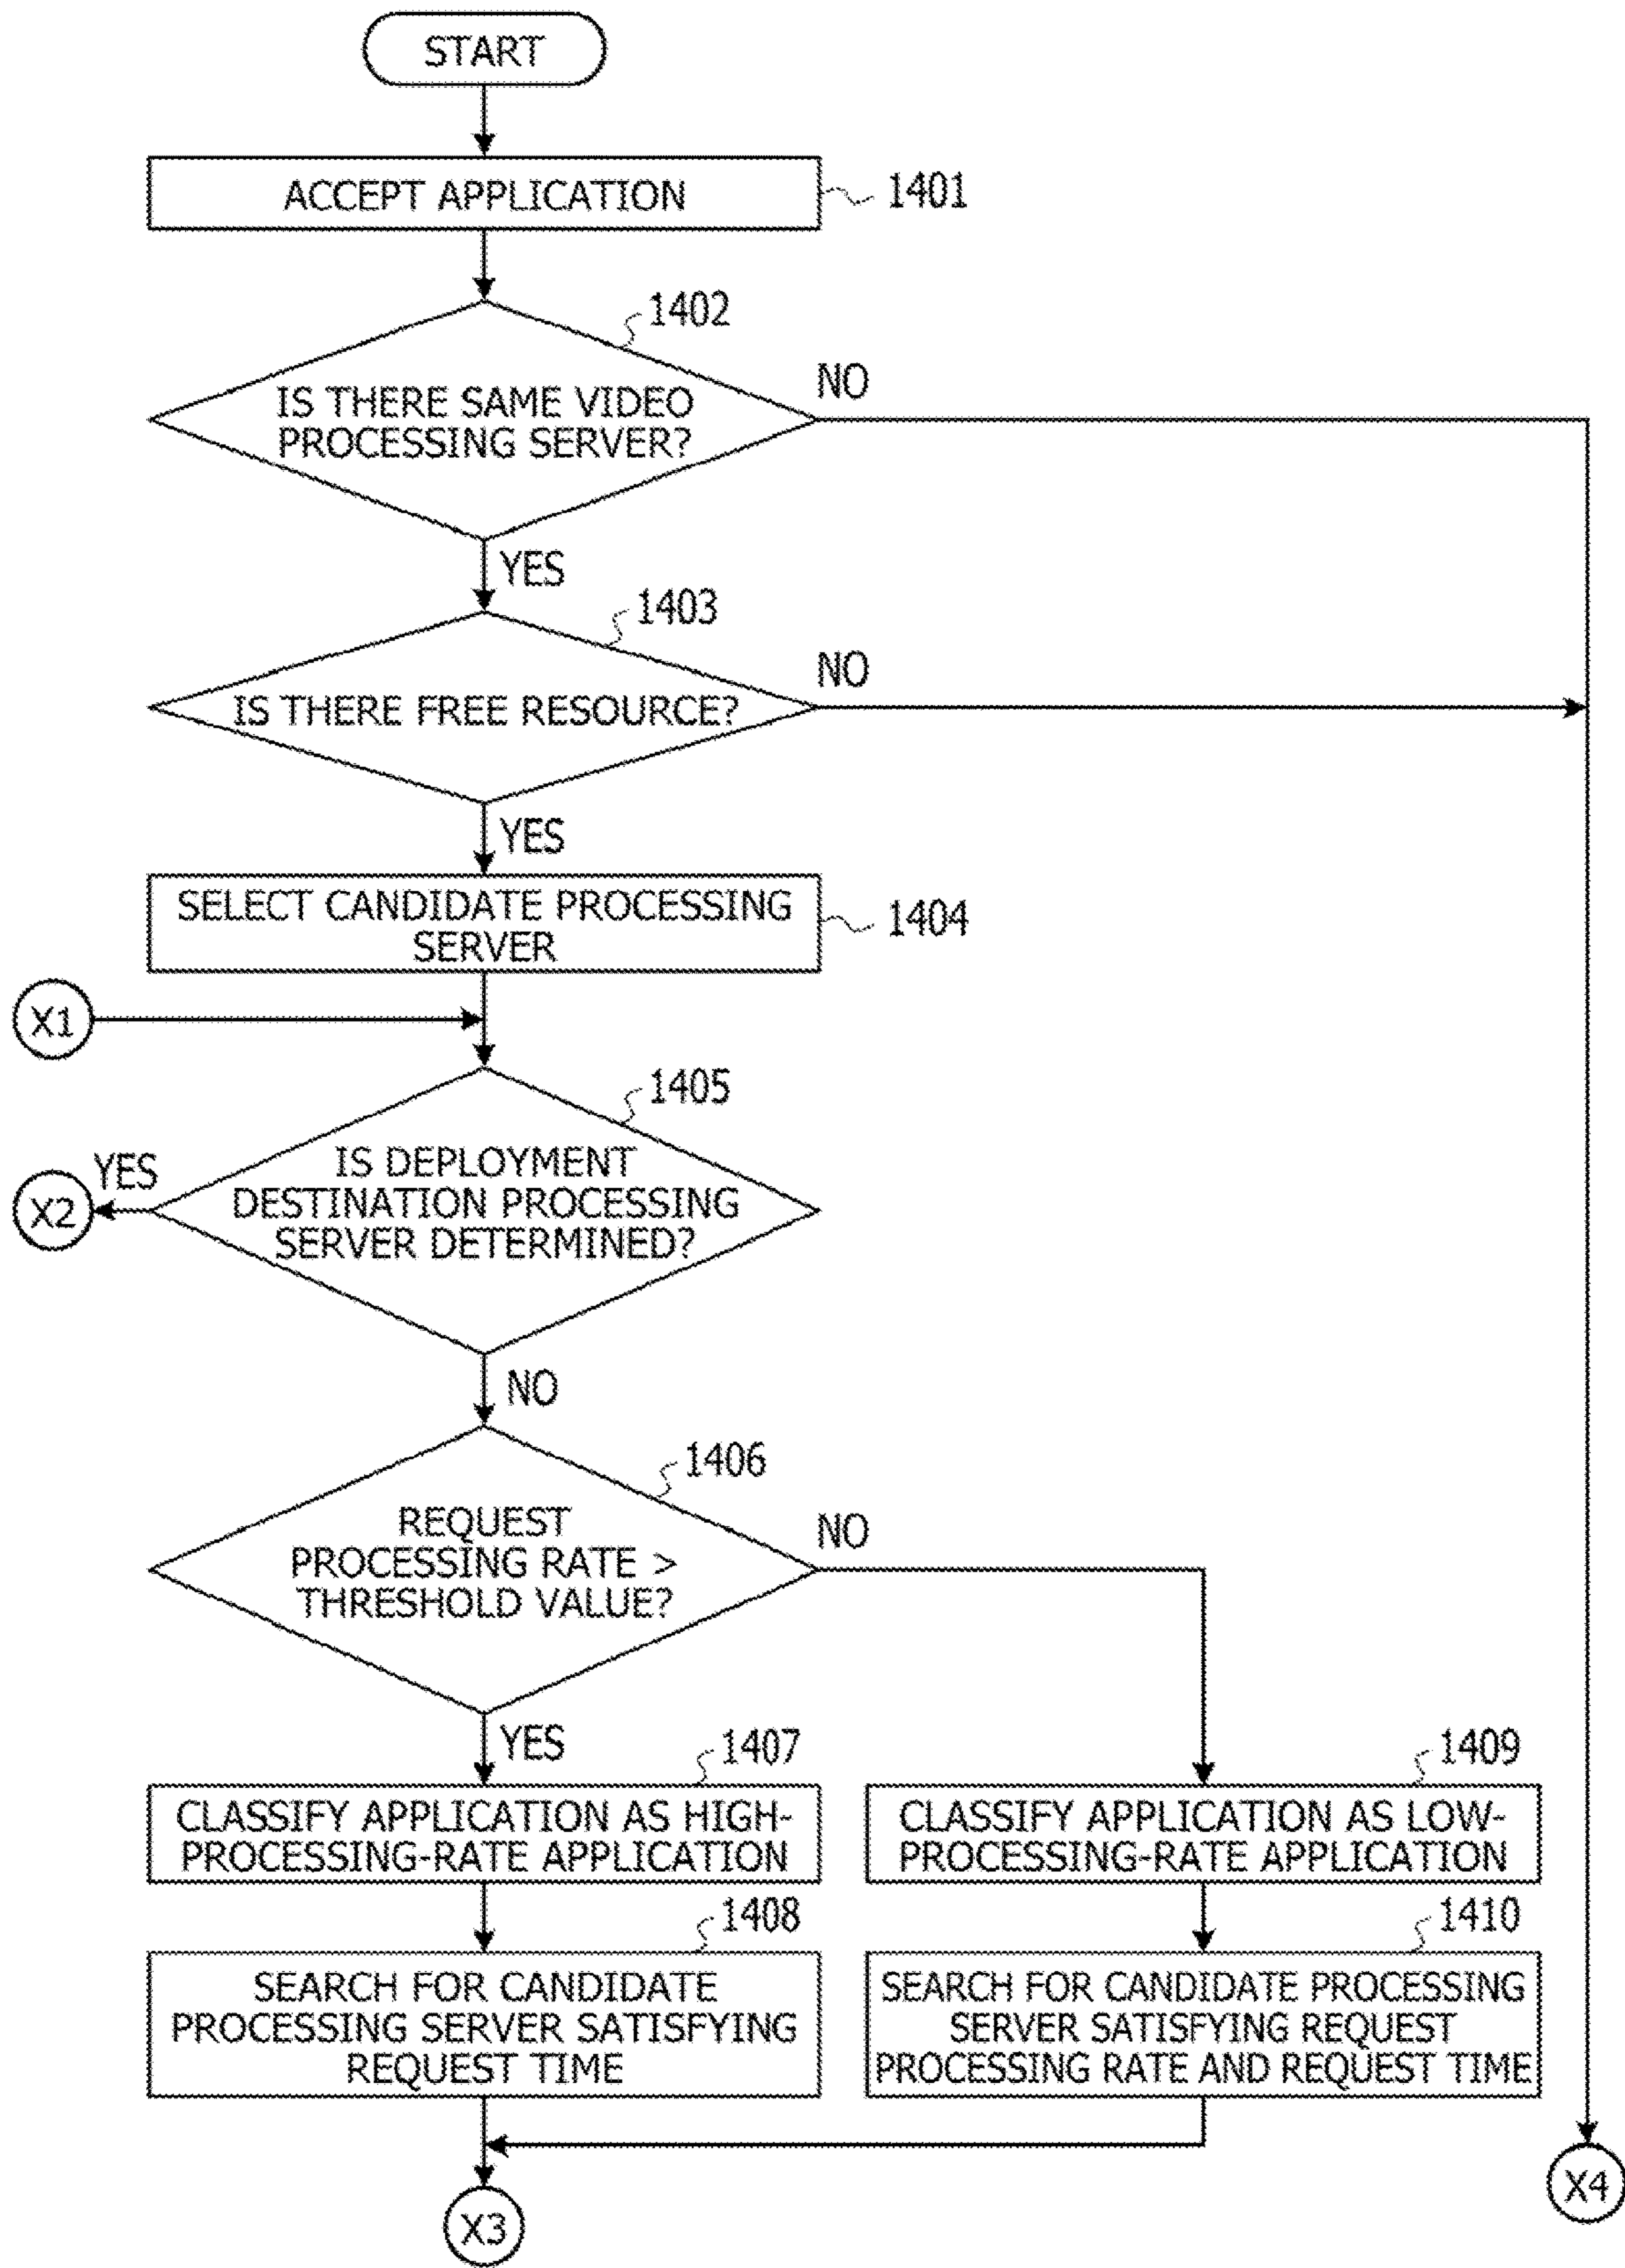 START
ACCEPT APPLICATION
1401
1402
IS THERE SAME VIDEO
PROCESSING SERVER?
NO
YES
1403
IS THERE FREE RESOURCE?
NO
YES
SELECT CANDIDATE PROCESSING
SERVER
1404
X1
1405
IS DEPLOYMENT
DESTINATION PROCESSING
SERVER DETERMINED?
YES
X2
NO
1406
REQUEST
PROCESSING RATE >
THRESHOLD VALUE?
NO
YES
1407
CLASSIFY APPLICATION AS HIGH-
PROCESSING-RATE APPLICATION
1409
CLASSIFY APPLICATION AS LOW-
PROCESSING-RATE APPLICATION
1408
SEARCH FOR CANDIDATE
PROCESSING SERVER SATISFYING
REQUEST TIME
1410
SEARCH FOR CANDIDATE PROCESSING
SERVER SATISFYING REQUEST
PROCESSING RATE AND REQUEST TIME
X3
X4